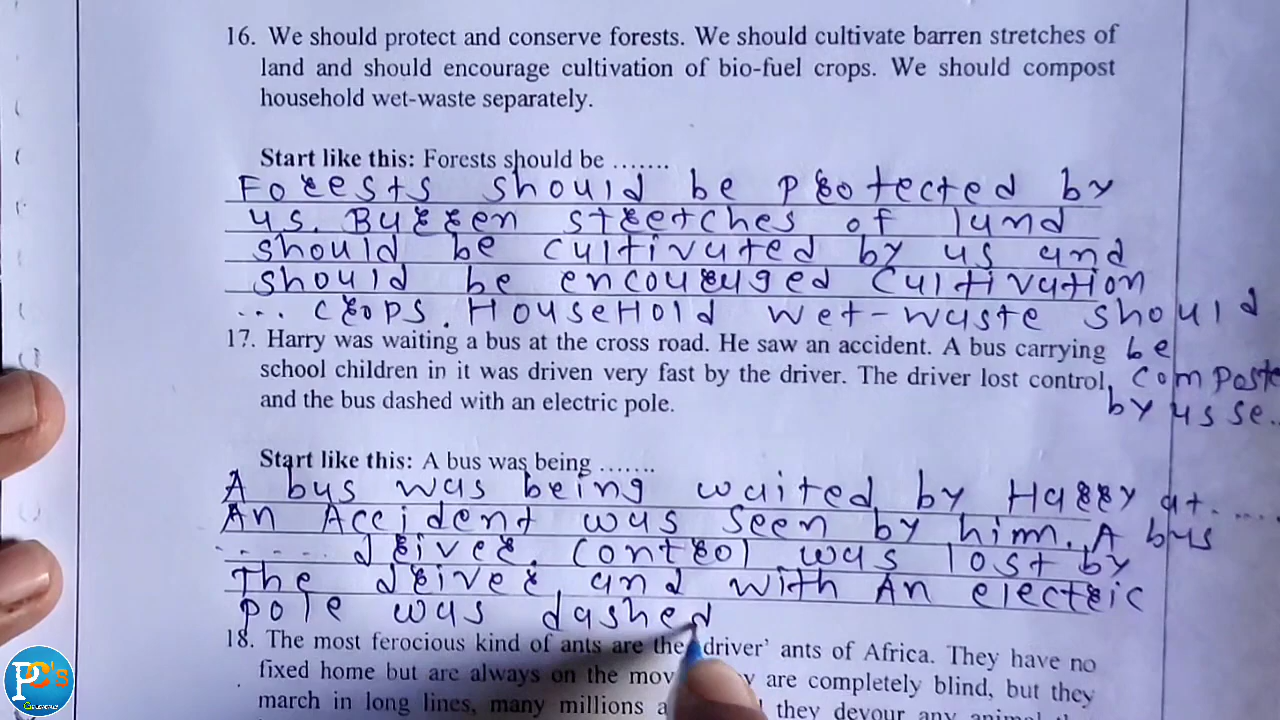 16. We should protect and conserve forests. We should cultivate barren stretches of
land and should encourage cultivation of bio-fuel crops. We should compost
household wet-waste separately.
Start like this: Forests should be .......
Forests should be protected by
us. Barren stretches of land
should be cultivated by us and
should be encouraged cultivation
... crops. Household wet-waste should
be
composte
by us se..
17. Harry was waiting a bus at the cross road. He saw an accident. A bus carrying
school children in it was driven very fast by the driver. The driver lost control
and the bus dashed with an electric pole.
Start like this: A bus was being .......
A bus was being waited by Harry at.....
An Accident was seen by him. A bus
..... driver. Control was lost by
The driver and with An electric
pole was dashed
18. The most ferocious kind of ants are the 'driver' ants of Africa. They have no
fixed home but are always on the mov are completely blind, but they
march in long lines, many millions they devour any animal
PC's